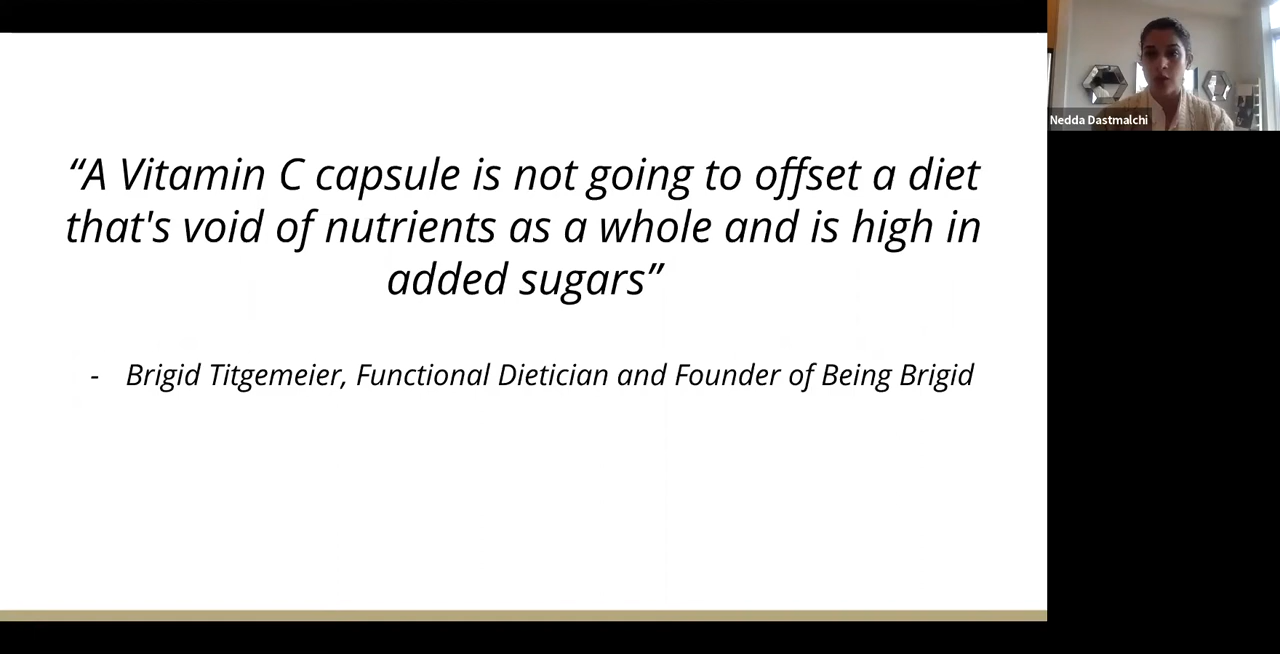 “A Vitamin C capsule is not going to offset a diet
that's void of nutrients as a whole and is high in
added sugars”
- Brigid Titgemeier, Functional Dietician and Founder of Being Brigid
Nedda Dastmalchi